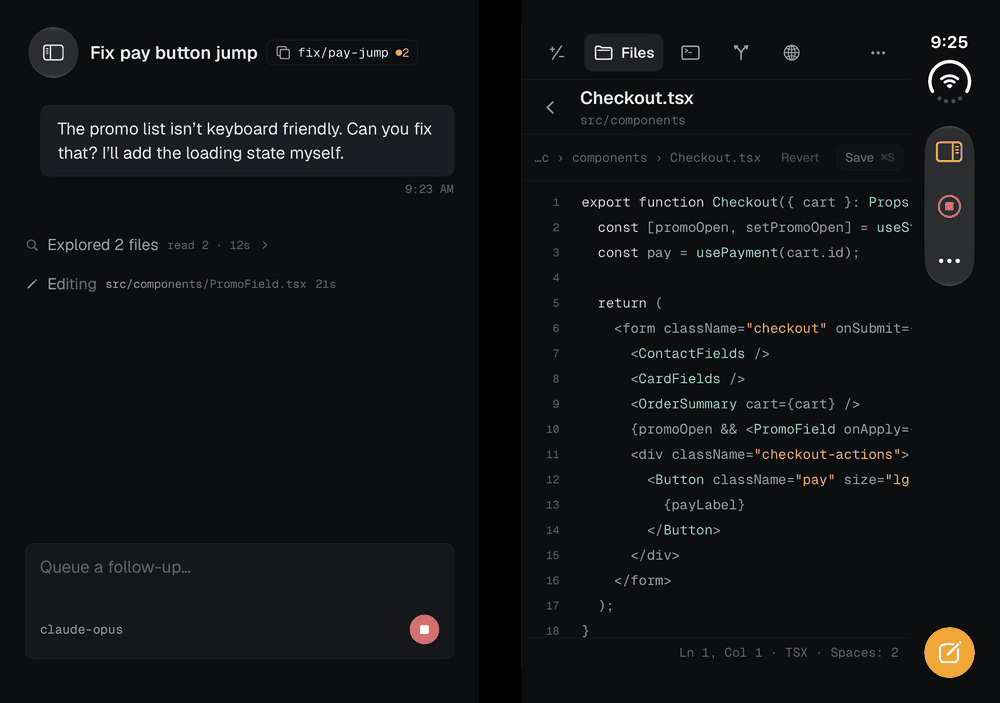 Fix pay button jump
fix/pay-jump 2
The promo list isn’t keyboard friendly. Can you fix
that? I’ll add the loading state myself.
9:23 AM
Explored 2 files read 2 · 12s
Editing src/components/PromoField.tsx 21s
Queue a follow-up…
claude-opus
Files
9:25
Checkout.tsx
src/components
…c › components › Checkout.tsx Revert Save ⌘S
1 export function Checkout({ cart }: Props
2 const [promoOpen, setPromoOpen] = useS
3 const pay = usePayment(cart.id);
4
5 return (
6 <form className="checkout" onSubmit=
7 <ContactFields />
8 <CardFields />
9 <OrderSummary cart={cart} />
10 {promoOpen && <PromoField onApply=
11 <div className="checkout-actions">
12 <Button className="pay" size="lg
13 {payLabel}
14 </Button>
15 </div>
16 </form>
17 );
18 }
Ln 1, Col 1 · TSX · Spaces: 2